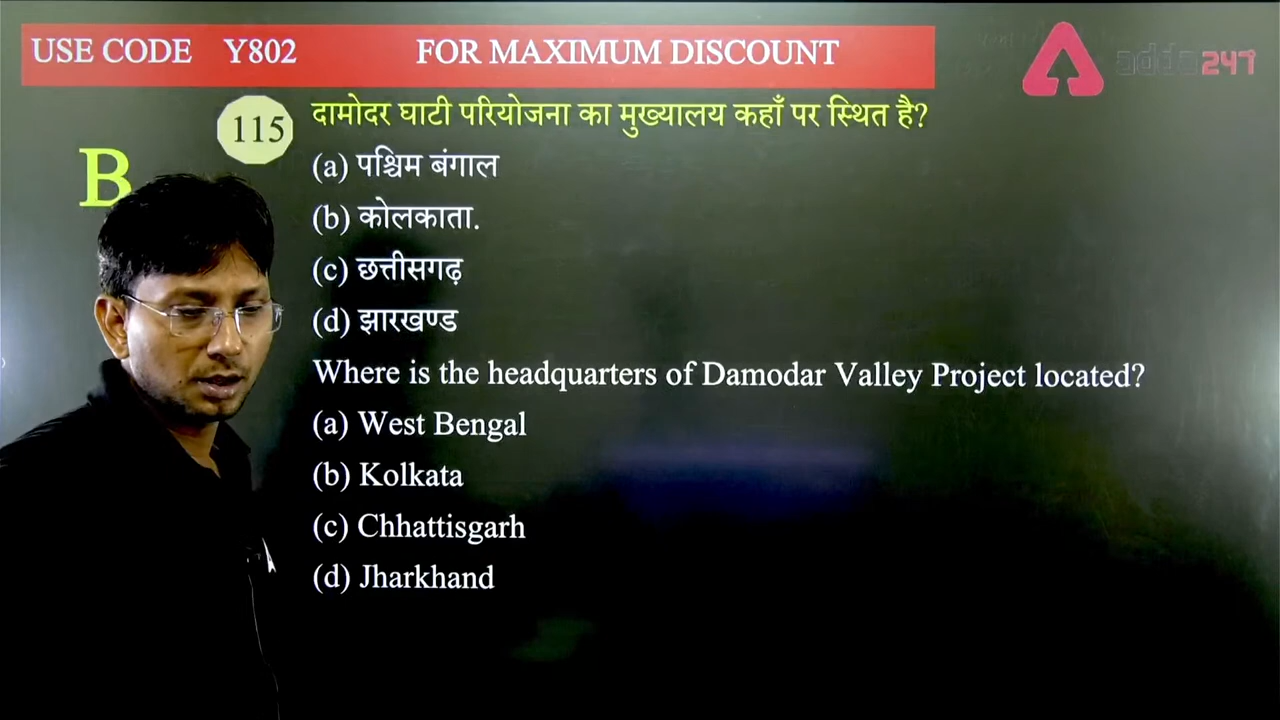 USE CODE Y802 FOR MAXIMUM DISCOUNT
adda247
115 दामोदर घाटी परियोजना का मुख्यालय कहाँ पर स्थित है?
B
(a) पश्चिम बंगाल
(b) कोलकाता.
(c) छत्तीसगढ़
(d) झारखण्ड
Where is the headquarters of Damodar Valley Project located?
(a) West Bengal
(b) Kolkata
(c) Chhattisgarh
(d) Jharkhand